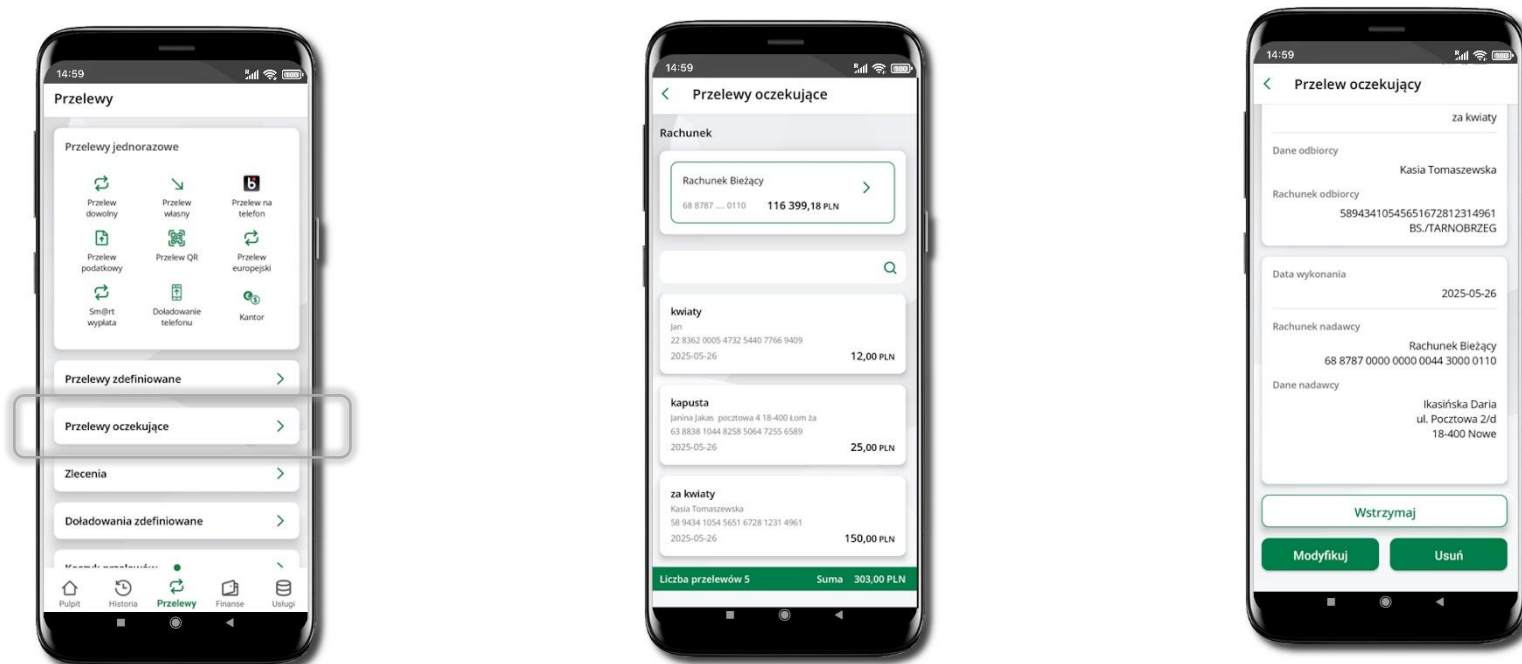 14:59
Przelewy
Przelewy jednorazowe
Przelew dowolny
Przelew własny
Przelew na telefon
Przelew podatkowy
Przelew QR
Przelew europejski
Sm@rt wypłata
Doładowanie telefonu
Kantor
Przelewy zdefiniowane
Przelewy oczekujące
Zlecenia
Doładowania zdefiniowane
Pulpit Historia Przelewy Finanse Usługi
14:59
Przelewy oczekujące
Rachunek
Rachunek Bieżący
68 8787 .... 0110 116 399,18 PLN
kwiaty
Jan
22 8362 0005 4732 5440 7766 9409
2025-05-26 12,00 PLN
kapusta
Janina Jakas pocztowa 4 18-400 Łom ża
63 8838 1044 8258 5064 7255 6589
2025-05-26 25,00 PLN
za kwiaty
Kasia Tomaszewska
58 9434 1054 5651 6728 1231 4961
2025-05-26 150,00 PLN
Liczba przelewów 5 Suma 303,00 PLN
14:59
Przelew oczekujący
za kwiaty
Dane odbiorcy
Kasia Tomaszewska
Rachunek odbiorcy
58943410545651672812314961
BS./TARNOBRZEG
Data wykonania
2025-05-26
Rachunek nadawcy
Rachunek Bieżący
68 8787 0000 0000 0044 3000 0110
Dane nadawcy
Ikasińska Daria
ul. Pocztowa 2/d
18-400 Nowe
Wstrzymaj
Modyfikuj Usuń